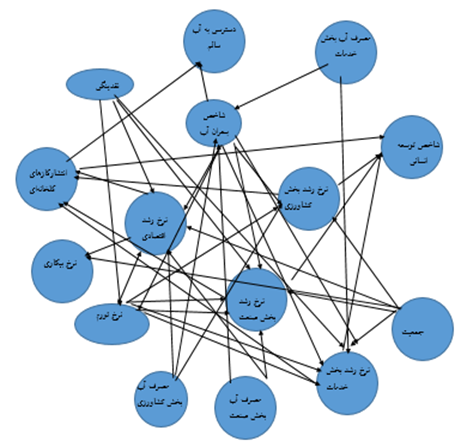 دسترسی به آب
سالم
مصرف آب بخش
خدمات
نقدینگی
شاخص
بحران آب
شاخص توسعه
انسانی
انتشارگازهای
گلخانه‌ای
نرخ رشد بخش
کشاورزی
نرخ رشد
اقتصادی
نرخ بیکاری
نرخ رشد
بخش صنعت
نرخ تورم
جمعیت
نرخ رشد بخش
خدمات
مصرف آب
بخش کشاورزی
مصرف آب
بخش صنعت